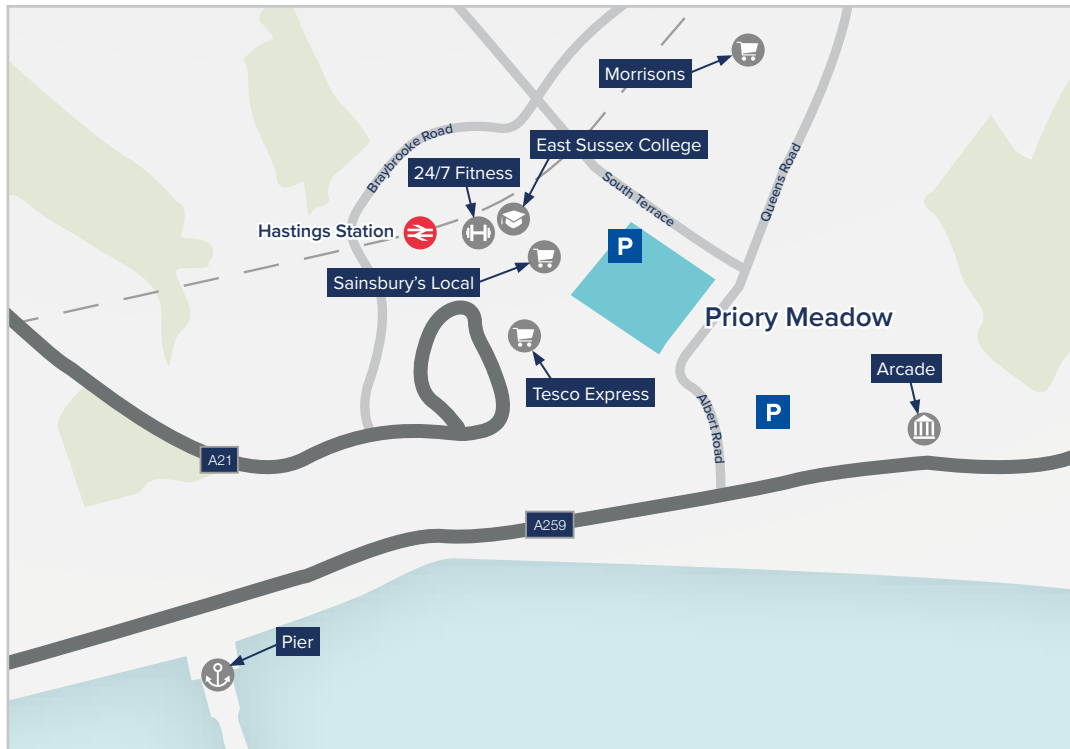 Morrisons
Braybrooke Road
East Sussex College
24/7 Fitness
South Terrace
Queens Road
Hastings Station
P
Sainsbury's Local
Priory Meadow
Tesco Express
Arcade
P
Albert Road
A21
A259
Pier